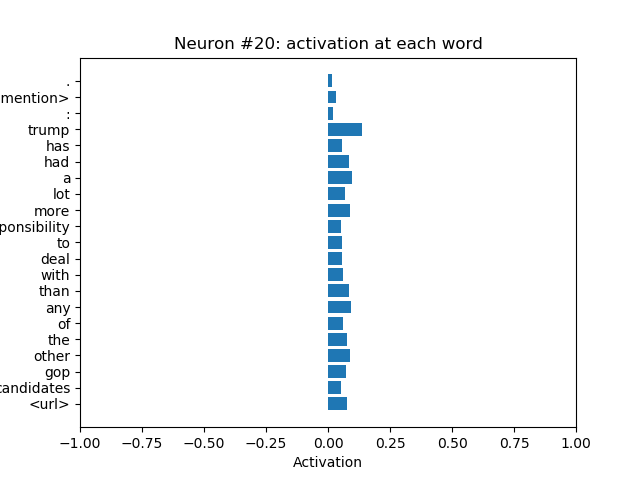 Neuron #20: activation at each word
.
mention>
:
trump
has
had
a
lot
more
ponsibility
to
deal
with
than
any
of
the
other
gop
candidates
<url>
−1.00 −0.75 −0.50 −0.25 0.00 0.25 0.50 0.75 1.00
Activation